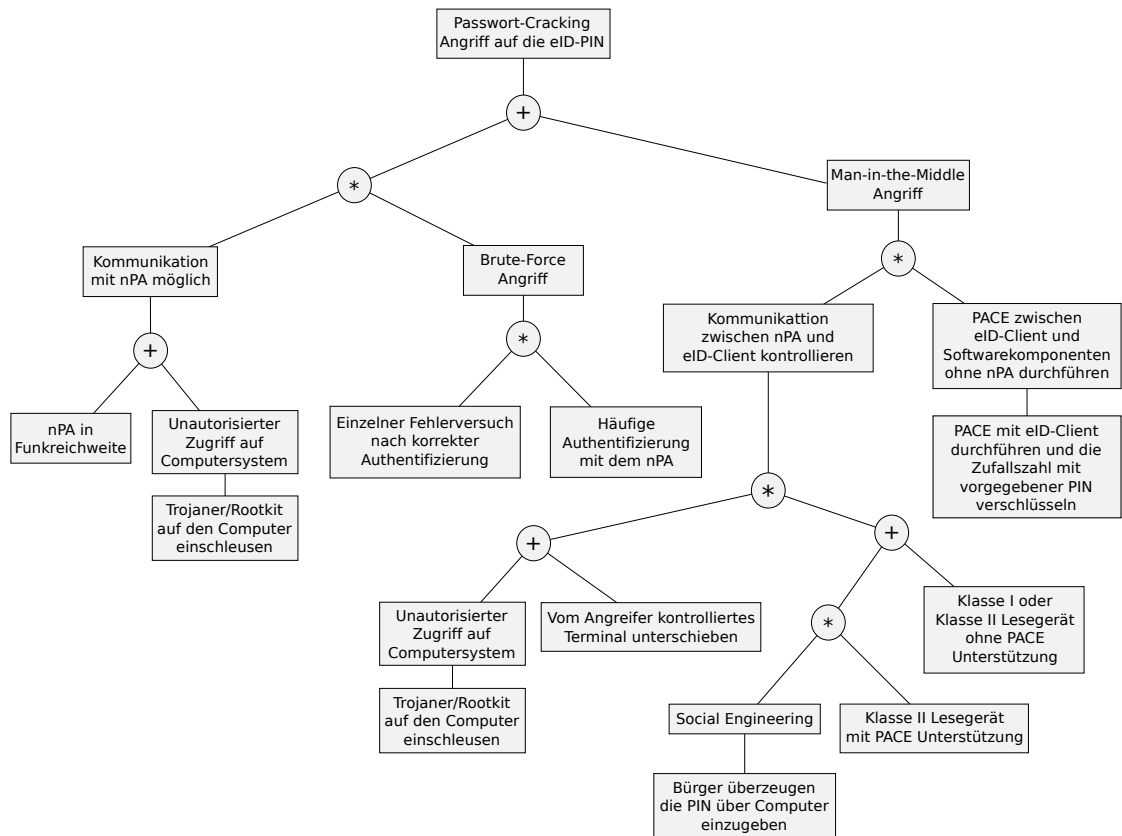 Passwort-Cracking
Angriff auf die eID-PIN
+
*
Man-in-the-Middle
Angriff
Kommunikation
mit nPA möglich
Brute-Force
Angriff
*
Kommunikattion
zwischen nPA und
eID-Client kontrollieren
PACE zwischen
eID-Client und
Softwarekomponenten
ohne nPA durchführen
+
*
nPA in
Funkreichweite
Unautorisierter
Zugriff auf
Computersystem
Einzelner Fehlerversuch
nach korrekter
Authentifizierung
Häufige
Authentifizierung
mit dem nPA
PACE mit eID-Client
durchführen und die
Zufallszahl mit
vorgegebener PIN
verschlüsseln
Trojaner/Rootkit
auf den Computer
einschleusen
*
+
+
Unautorisierter
Zugriff auf
Computersystem
Vom Angreifer kontrolliertes
Terminal unterschieben
*
Klasse I oder
Klasse II Lesegerät
ohne PACE
Unterstützung
Trojaner/Rootkit
auf den Computer
einschleusen
Social Engineering
Klasse II Lesegerät
mit PACE Unterstützung
Bürger überzeugen
die PIN über Computer
einzugeben